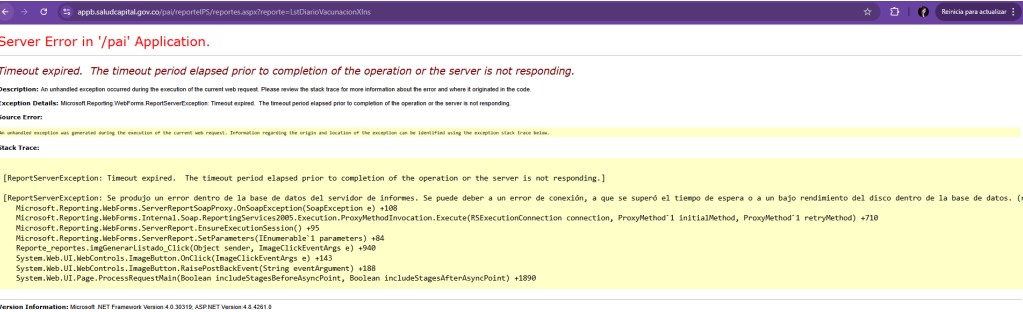 appb.saludcapital.gov.co/pai/reporteIPS/reportes.aspx?reporte=LstDiarioVacunacionXIns
Reinicia para actualizar
Server Error in '/pai' Application.
Timeout expired.  The timeout period elapsed prior to completion of the operation or the server is not responding.
Description: An unhandled exception occurred during the execution of the current web request. Please review the stack trace for more information about the error and where it originated in the code.
Exception Details: Microsoft.Reporting.WebForms.ReportServerException: Timeout expired.  The timeout period elapsed prior to completion of the operation or the server is not responding.
Source Error:
An unhandled exception was generated during the execution of the current web request. Information regarding the origin and location of the exception can be identified using the exception stack trace below.
Stack Trace:
[ReportServerException: Timeout expired.  The timeout period elapsed prior to completion of the operation or the server is not responding.]
[ReportServerException: Se produjo un error dentro de la base de datos del servidor de informes. Se puede deber a un error de conexión, a que se superó el tiempo de espera o a un bajo rendimiento del disco dentro de la base de datos. (
Microsoft.Reporting.WebForms.ServerReportSoapProxy.OnSoapException(SoapException e) +108
Microsoft.Reporting.WebForms.Internal.Soap.ReportingServices2005.Execution.ProxyMethodInvocation.Execute(RSExecutionConnection connection, ProxyMethod`1 initialMethod, ProxyMethod`1 retryMethod) +710
Microsoft.Reporting.WebForms.ServerReport.EnsureExecutionSession() +95
Microsoft.Reporting.WebForms.ServerReport.SetParameters(IEnumerable`1 parameters) +84
Reporte_reportes.imgGenerarListado_Click(Object sender, ImageClickEventArgs e) +940
System.Web.UI.WebControls.ImageButton.OnClick(ImageClickEventArgs e) +143
System.Web.UI.WebControls.ImageButton.RaisePostBackEvent(String eventArgument) +188
System.Web.UI.Page.ProcessRequestMain(Boolean includeStagesBeforeAsyncPoint, Boolean includeStagesAfterAsyncPoint) +1890
Version Information: Microsoft .NET Framework Version:4.0.30319; ASP.NET Version:4.8.4261.0